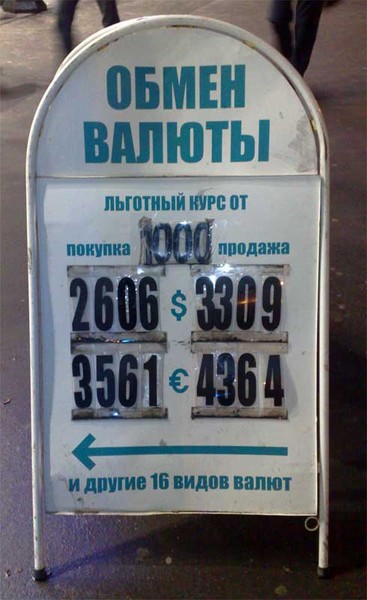 ОБМЕН
ВАЛЮТЫ
ЛЬГОТНЫЙ КУРС ОТ
покупка 1000 продажа
2606 $ 3309
3561 € 4364
и другие 16 видов валют